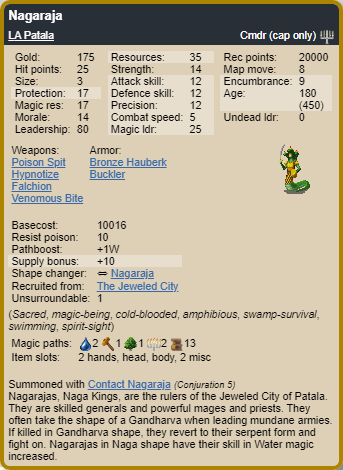 Nagaraja
LA Patala Cmdr (cap only)
Gold: 175 Resources: 35 Rec points: 20000
Hit points: 25 Strength: 14 Map move: 8
Size: 3 Attack skill: 12 Encumbrance: 9
Protection: 17 Defence skill: 12 Age: 180
Magic res: 17 Precision: 12 (450)
Morale: 14 Combat speed: 5 Undead ldr: 0
Leadership: 80 Magic ldr: 25
Weapons: Armor:
Poison Spit Bronze Hauberk
Hypnotize Buckler
Falchion
Venomous Bite
Basecost: 10016
Resist poison: 10
Pathboost: +1W
Supply bonus: +10
Shape changer: ⇔ Nagaraja
Recruited from: The Jeweled City
Unsurroundable: 1
(Sacred, magic-being, cold-blooded, amphibious, swamp-survival,
swimming, spirit-sight)
Magic paths: 2 1 1 2 13
Item slots: 2 hands, head, body, 2 misc
Summoned with Contact Nagaraja (Conjuration 5)
Nagarajas, Naga Kings, are the rulers of the Jeweled City of Patala.
They are skilled generals and powerful mages and priests. They
often take the shape of a Gandharva when leading mundane armies.
If killed in Gandharva shape, they revert to their serpent form and
fight on. Nagarajas in Naga shape have their skill in Water magic
increased.